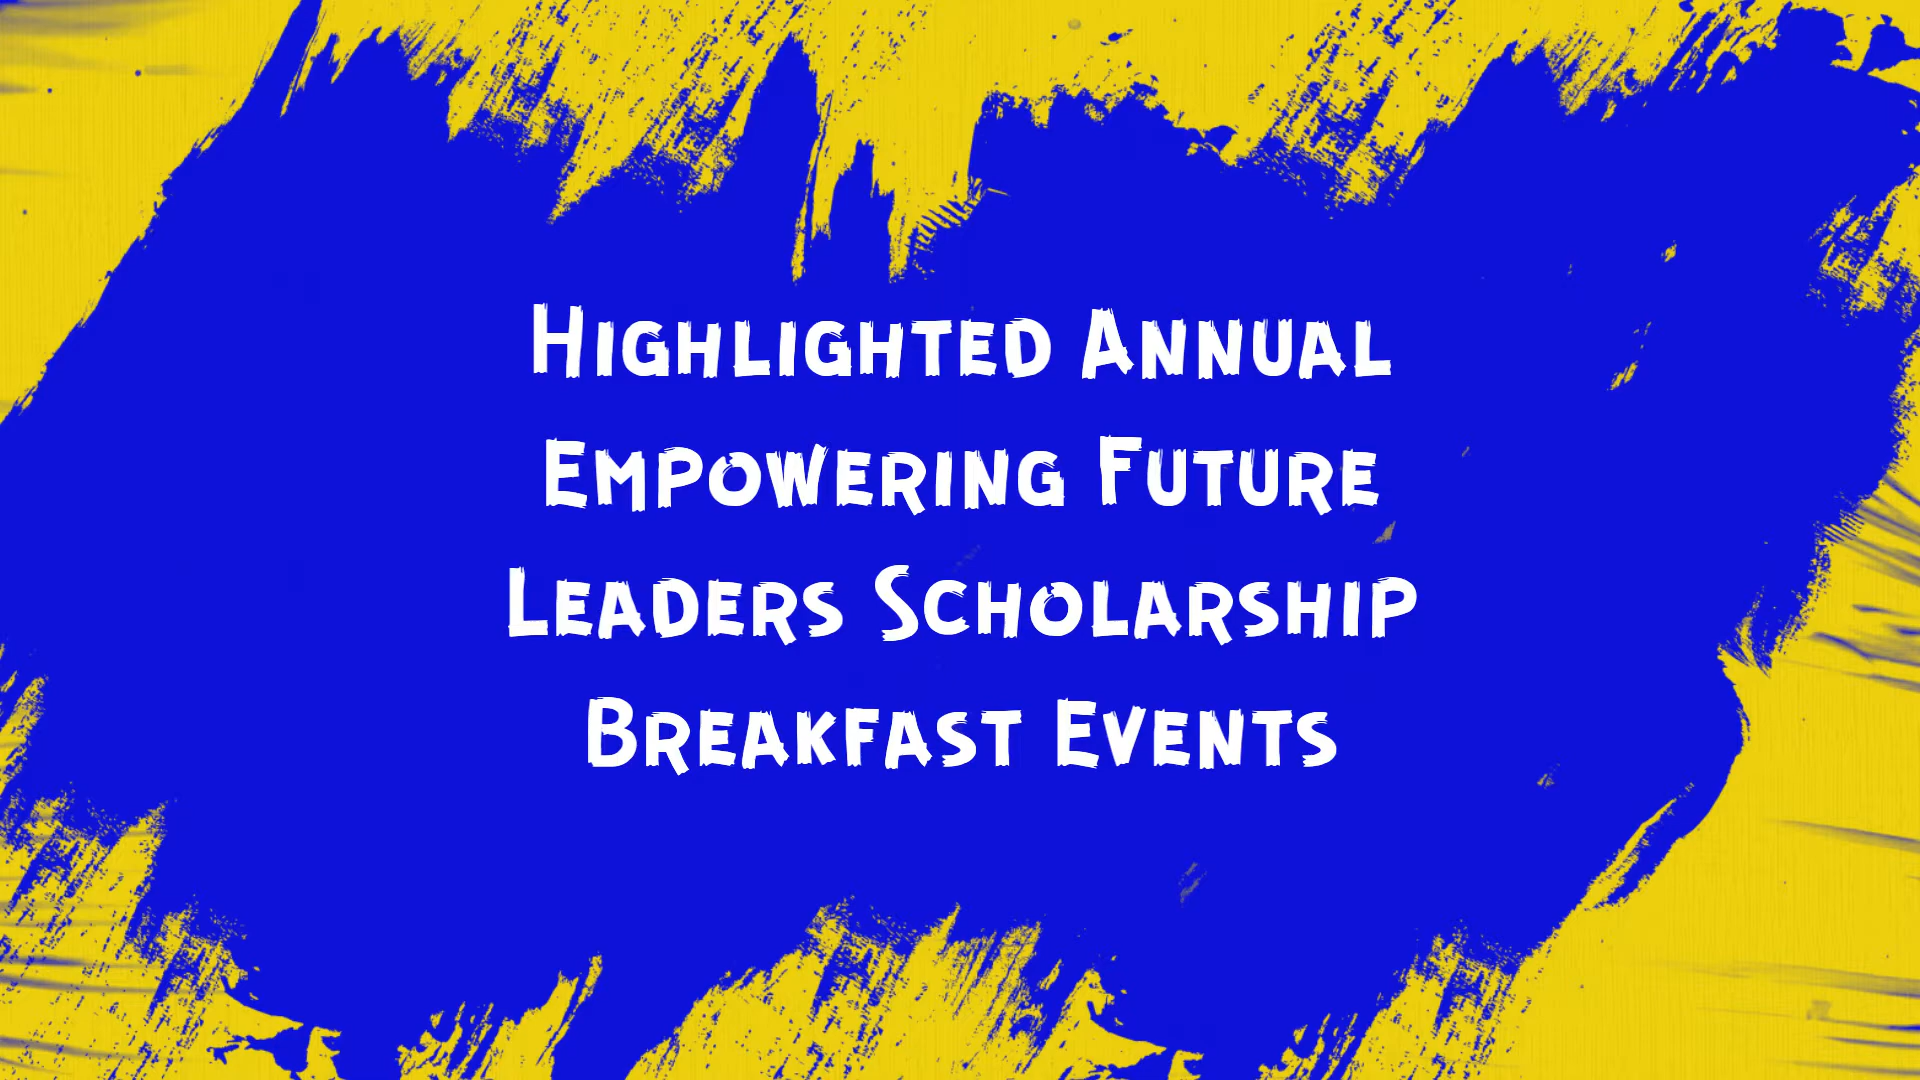 Highlighted Annual
Empowering Future
Leaders Scholarship
Breakfast Events